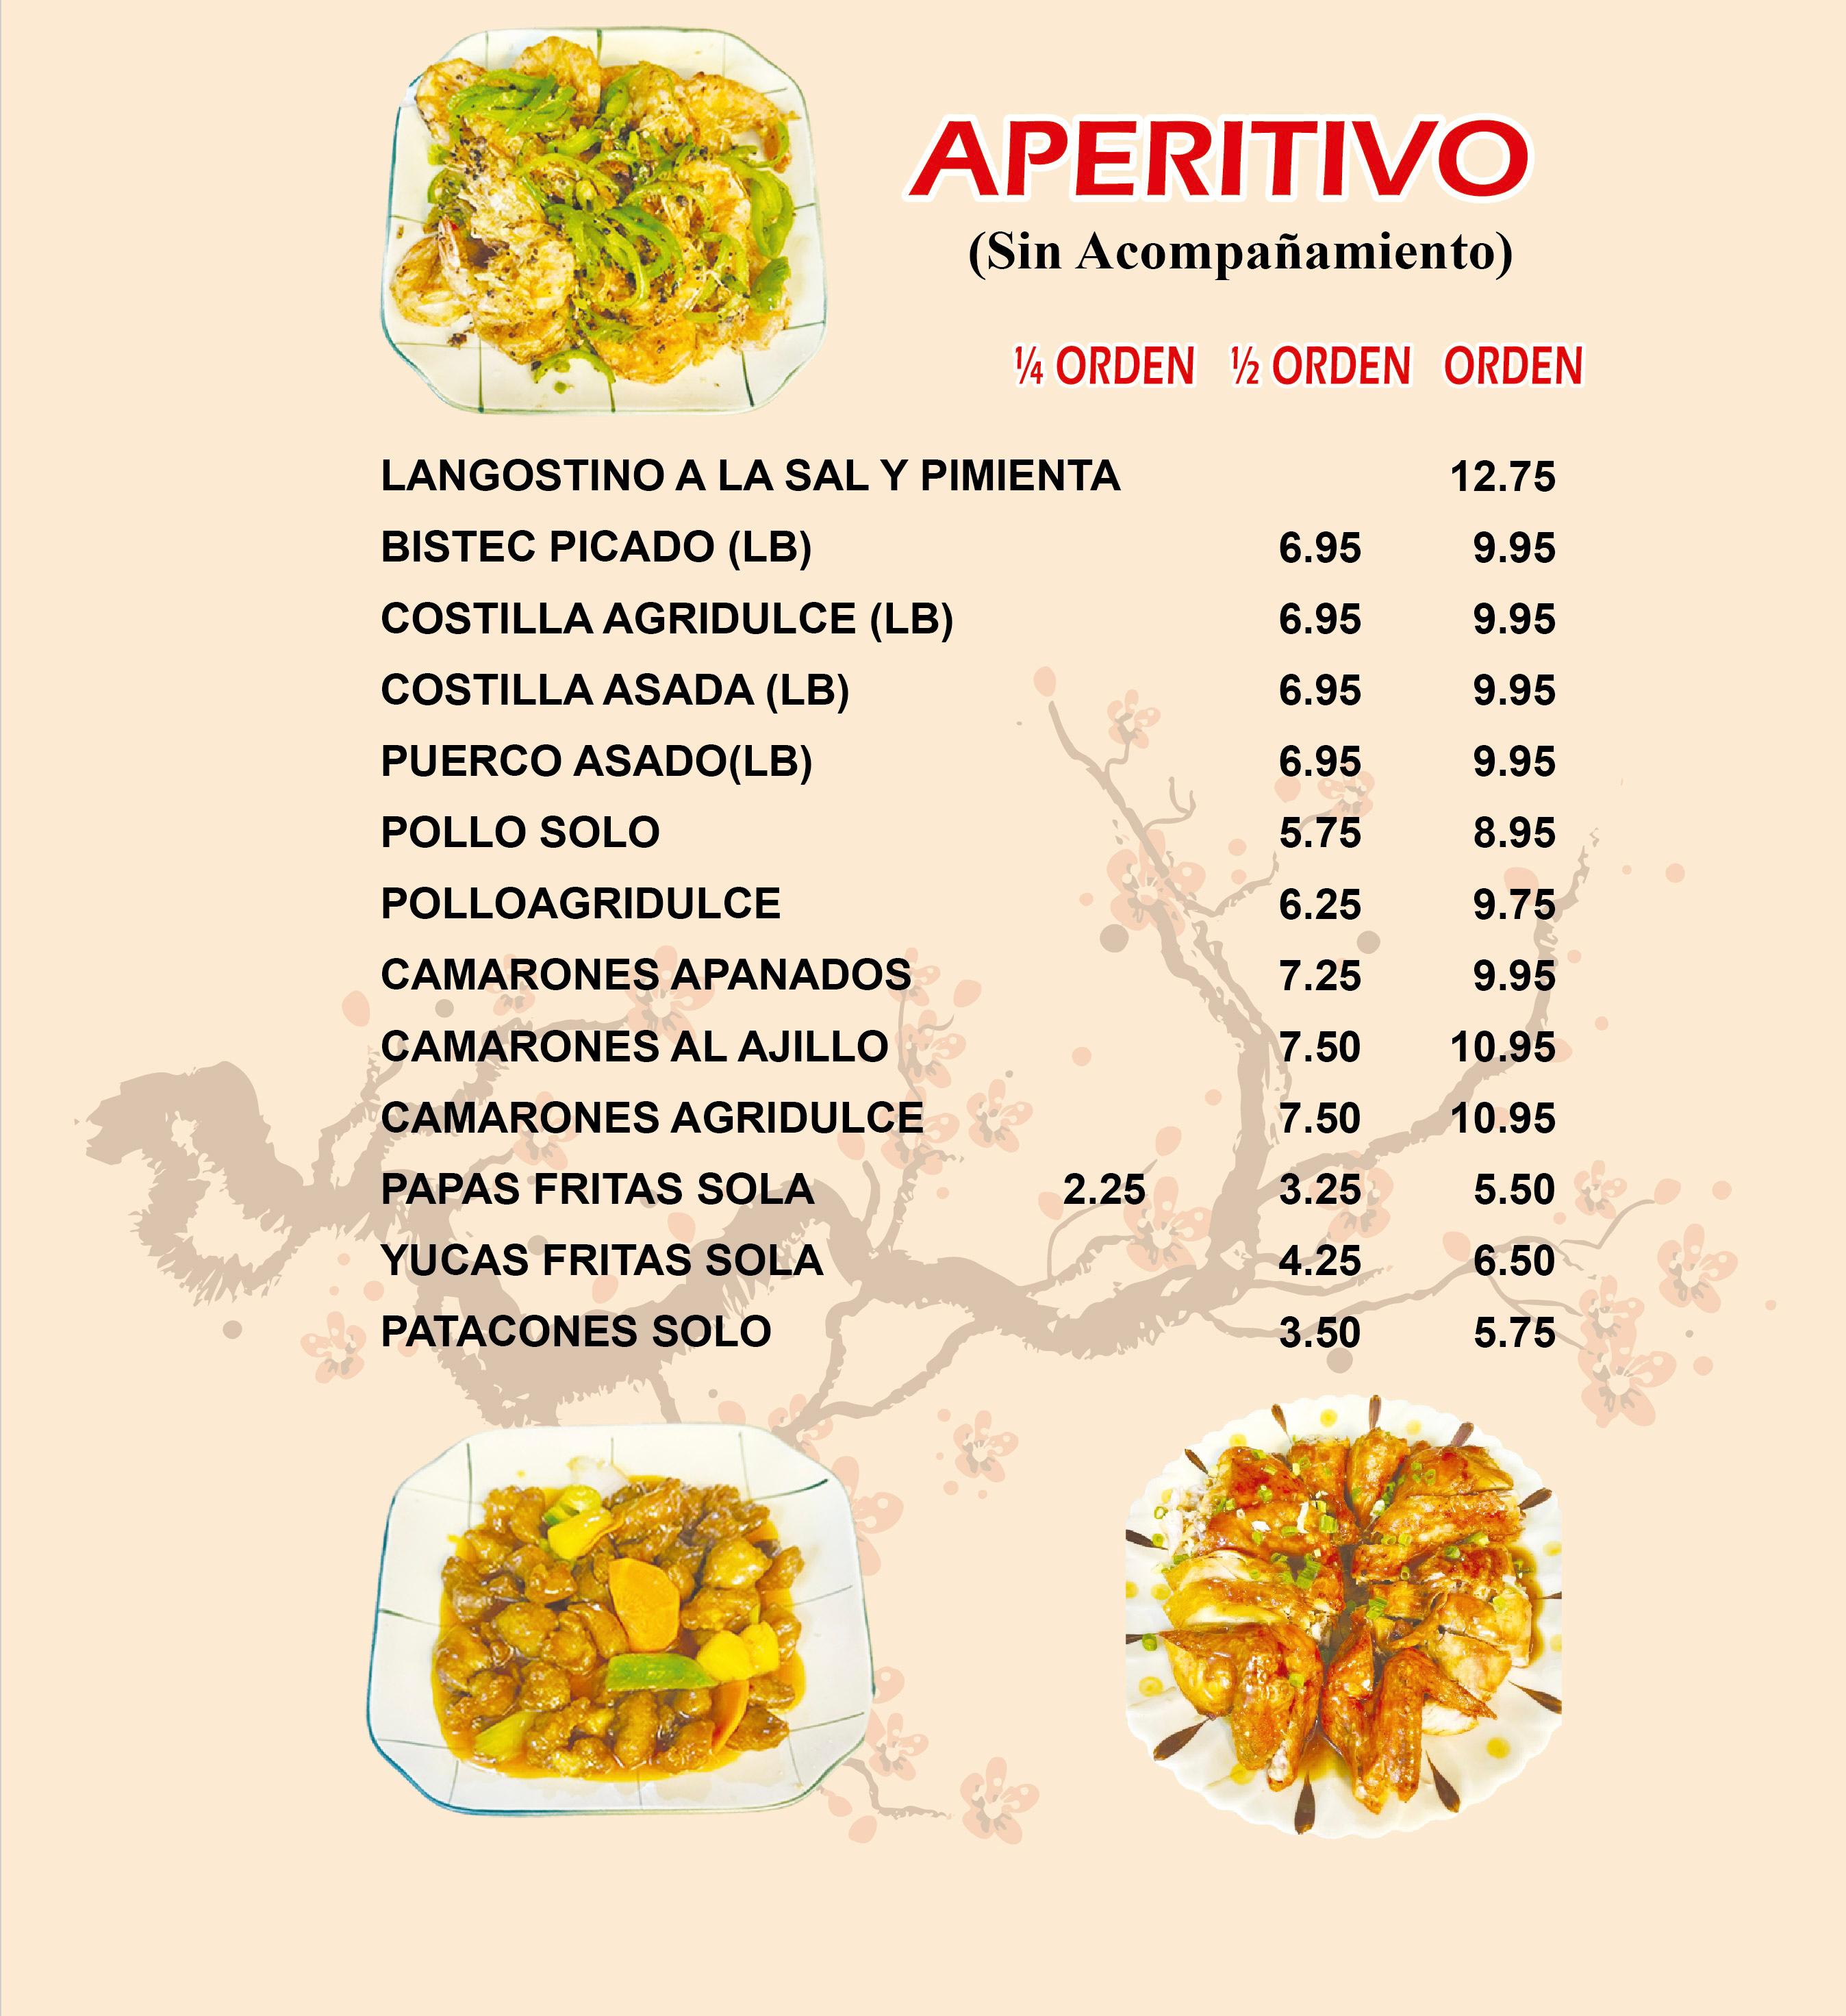 APERITIVO
(Sin Acompañamiento)
¼ ORDEN ½ ORDEN ORDEN
LANGOSTINO A LA SAL Y PIMIENTA 12.75
BISTEC PICADO (LB) 6.95 9.95
COSTILLA AGRIDULCE (LB) 6.95 9.95
COSTILLA ASADA (LB) 6.95 9.95
PUERCO ASADO(LB) 6.95 9.95
POLLO SOLO 5.75 8.95
POLLOAGRIDULCE 6.25 9.75
CAMARONES APANADOS 7.25 9.95
CAMARONES AL AJILLO 7.50 10.95
CAMARONES AGRIDULCE 7.50 10.95
PAPAS FRITAS SOLA 2.25 3.25 5.50
YUCAS FRITAS SOLA 4.25 6.50
PATACONES SOLO 3.50 5.75